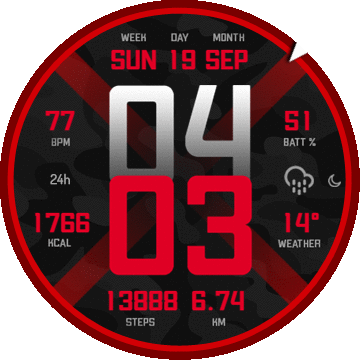 WEEK DAY MONTH
SUN 19 SEP
04
77
BPM
51
BATT %
24h
03
1766
KCAL
14°
WEATHER
13888 6.74
STEPS KM